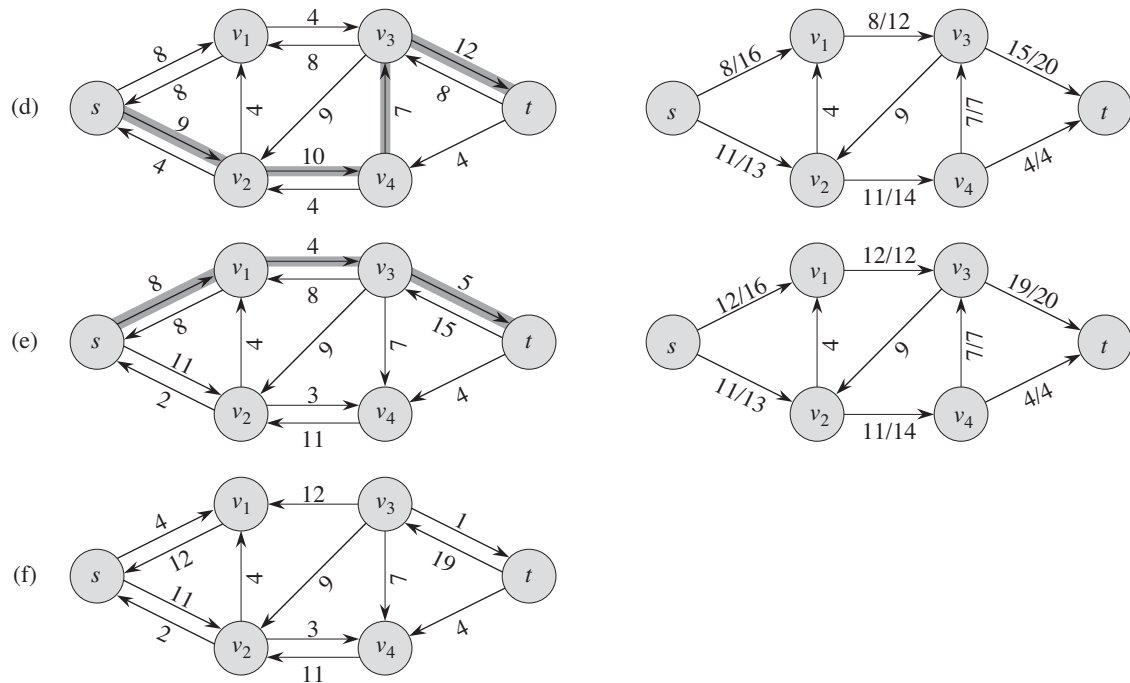 4
8 v1 v3 12 8/12
8 8/16 v1 v3 15/20
8 8
(d) s 9 4 9 7 t s 4 9 7/7 t
4 10 4 11/13 4/4
v2 v4 v2 v4
4 11/14
4
8 v1 v3 5 12/12
8 12/16 v1 v3 19/20
8 15
(e) s 11 4 9 7 t s 4 9 7/7 t
2 3 4 11/13 4/4
v2 v4 v2 v4
11 11/14
4 v1 12 v3 1
12 19
(f) s 11 4 9 7 t
2 3 4
v2 v4
11